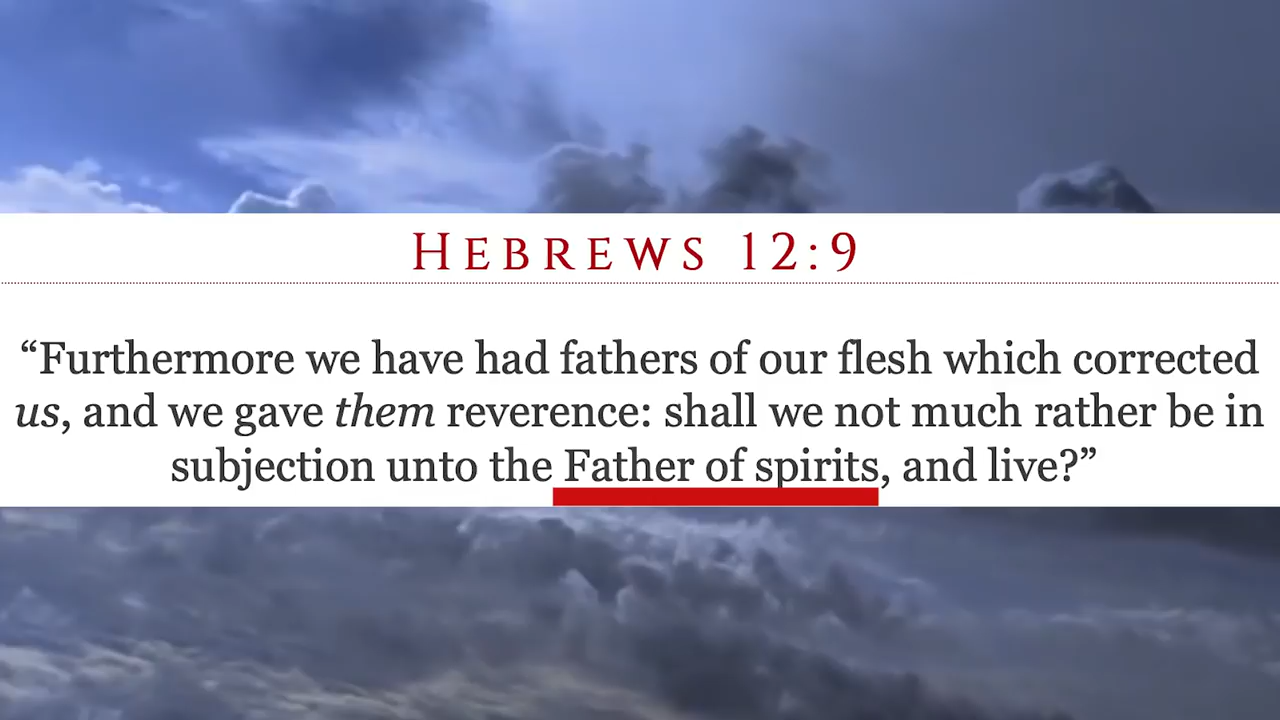 HEBREWS 12:9
“Furthermore we have had fathers of our flesh which corrected
us, and we gave them reverence: shall we not much rather be in
subjection unto the Father of spirits, and live?”